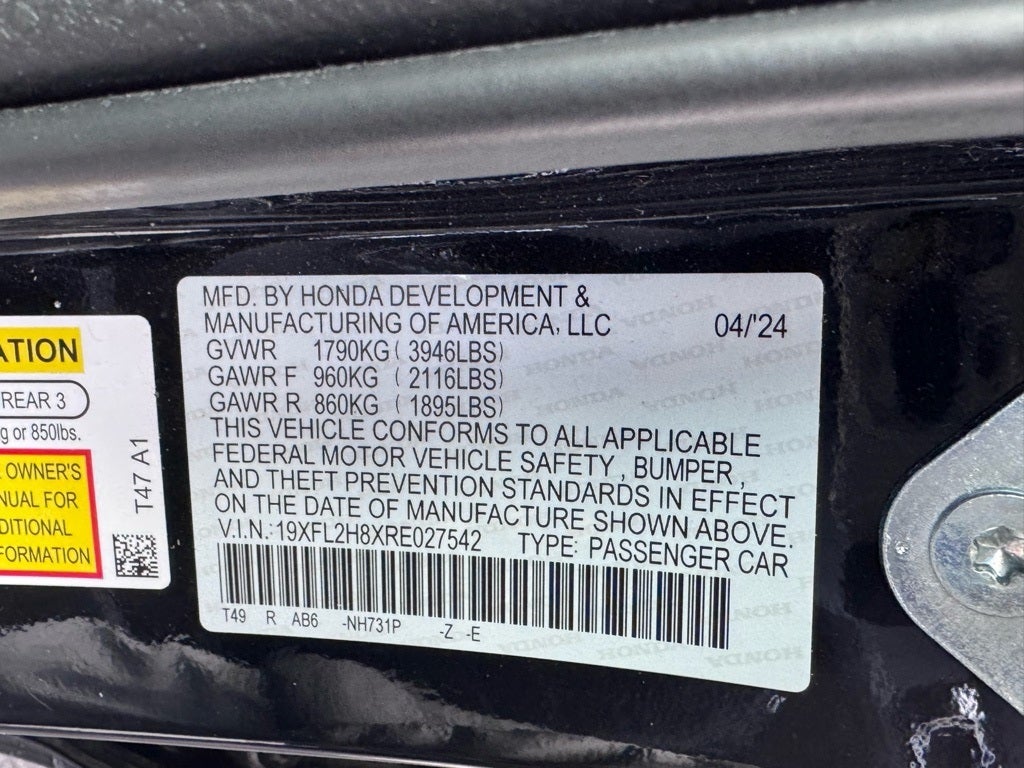 MFD. BY HONDA DEVELOPMENT &
MANUFACTURING OF AMERICA, LLC 04/'24
GVWR 1790KG ( 3946LBS)
GAWR F 960KG ( 2116LBS)
GAWR R 860KG ( 1895LBS)
THIS VEHICLE CONFORMS TO ALL APPLICABLE
FEDERAL MOTOR VEHICLE SAFETY , BUMPER ,
AND THEFT PREVENTION STANDARDS IN EFFECT
ON THE DATE OF MANUFACTURE SHOWN ABOVE.
V.I.N.: 19XFL2H8XRE027542 TYPE: PASSENGER CAR
T49 R AB6 -NH731P -Z -E
ATION
REAR 3
g or 850lbs.
OWNER'S
NUAL FOR
DITIONAL
FORMATION
T47 A1